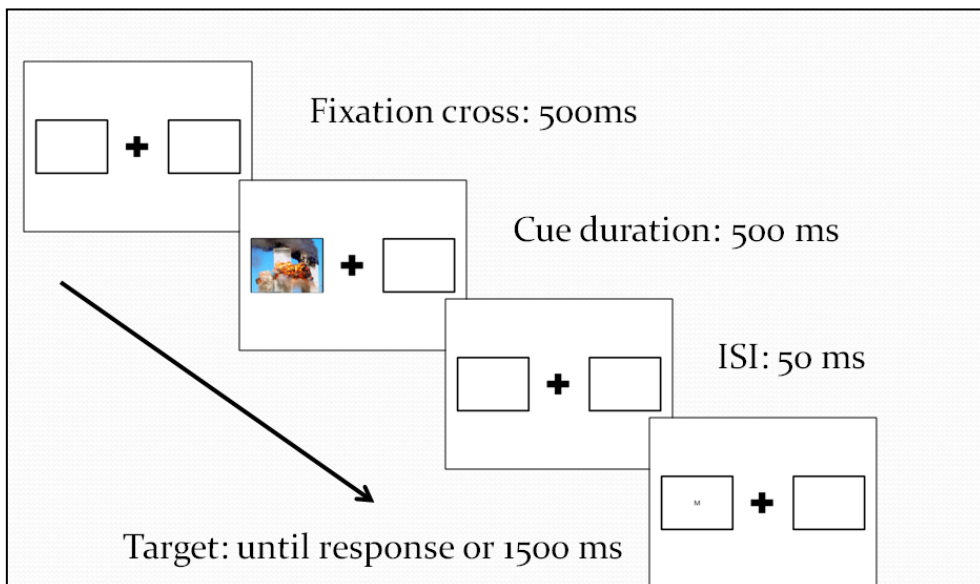 Fixation cross: 500ms
Cue duration: 500 ms
ISI: 50 ms
M
Target: until response or 1500 ms